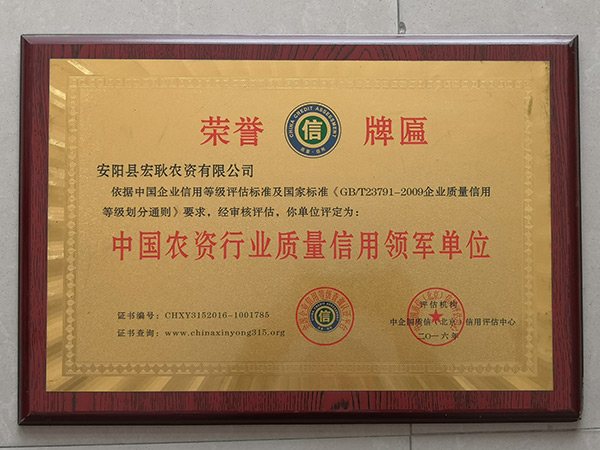 荣誉 信 牌匾
CHINA CREDIT ASSESSMENT
安阳县宏耿农资有限公司
依据中国企业信用等级评估标准及国家标准《GB/T23791-2009企业质量信用
等级划分通则》要求，经审核评估，你单位评定为：
中国农资行业质量信用领军单位
证书编号：CHXY3152016-1001785
证书查询：www.chinaxinyong315.org
信
评估机构
中企国质信（北京）信用评估中心
二〇一六年